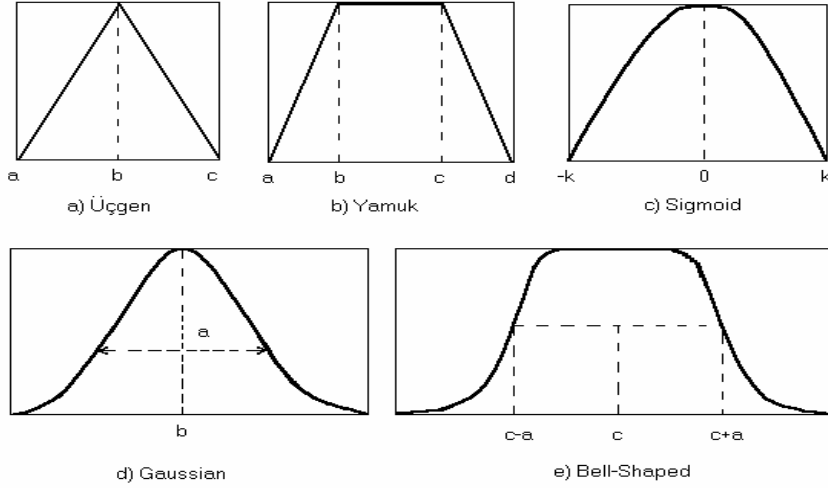 a b c
a) Üçgen
a b c d
b) Yamuk
-k 0 k
c) Sigmoid
a
b
d) Gaussian
c-a c c+a
e) Bell-Shaped